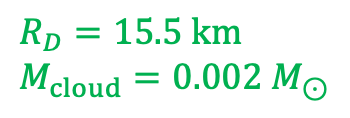 R_D = 15.5 km
M_cloud = 0.002 M_⊙